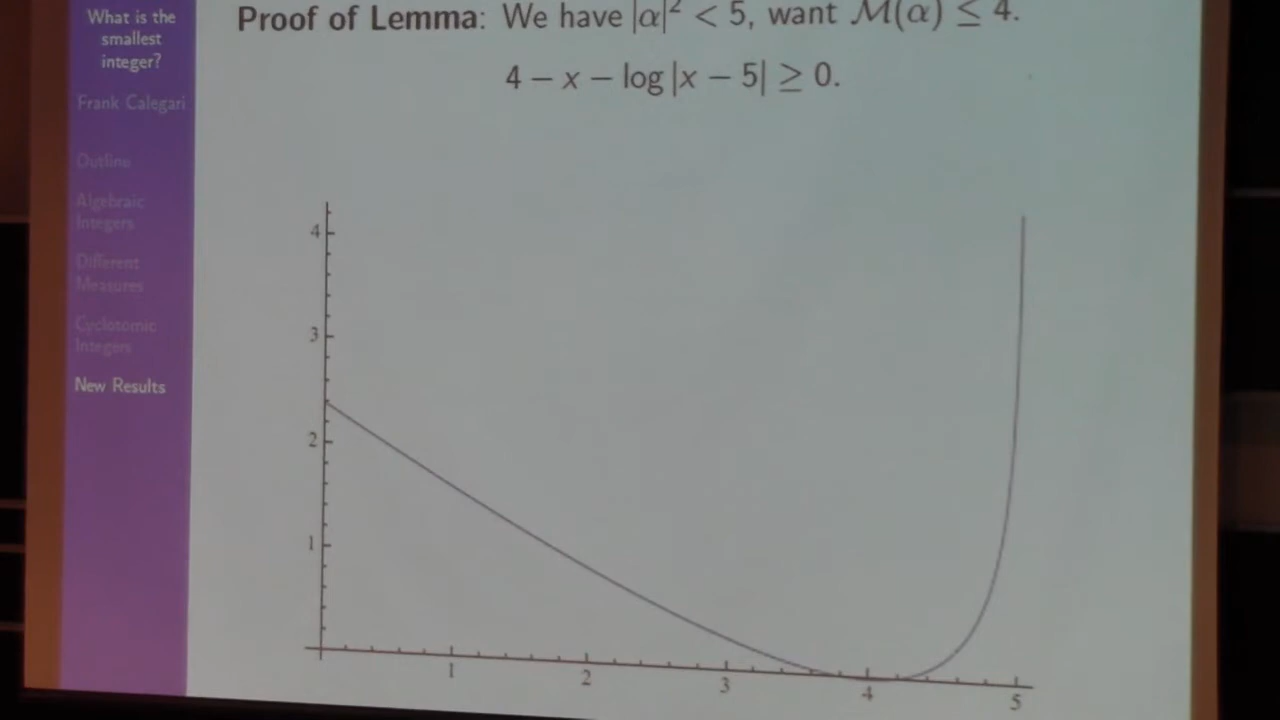 What is the
smallest
integer?
Frank Calegari
Outline
Algebraic
Integers
Different
Measures
Cyclotomic
Integers
New Results
Proof of Lemma: We have |α|² < 5, want ℳ(α) ≤ 4.
4 − x − log |x − 5| ≥ 0.
4
3
2
1
1
2
3
4
5